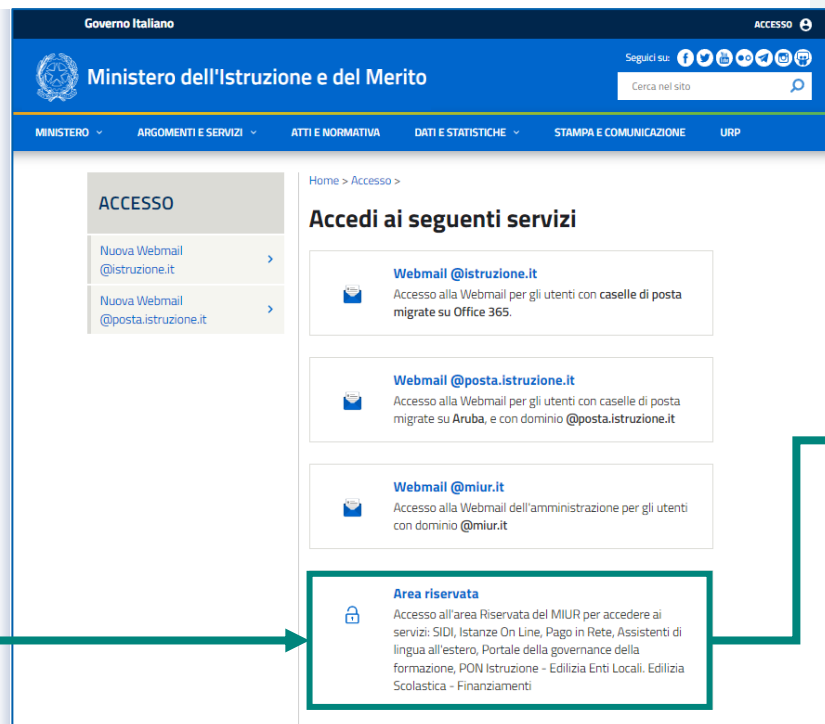 Governo Italiano
ACCESSO
Ministero dell'Istruzione e del Merito
Seguici su:
Cerca nel sito
MINISTERO ARGOMENTI E SERVIZI ATTI E NORMATIVA DATI E STATISTICHE STAMPA E COMUNICAZIONE URP
ACCESSO
Nuova Webmail
@istruzione.it
Nuova Webmail
@posta.istruzione.it
Home > Accesso >
Accedi ai seguenti servizi
Webmail @istruzione.it
Accesso alla Webmail per gli utenti con caselle di posta
migrate su Office 365.
Webmail @posta.istruzione.it
Accesso alla Webmail per gli utenti con caselle di posta
migrate su Aruba, e con dominio @posta.istruzione.it
Webmail @miur.it
Accesso alla Webmail dell'amministrazione per gli utenti
con dominio @miur.it
Area riservata
Accesso all'area Riservata del MIUR per accedere ai
servizi: SIDI, Istanze On Line, Pago in Rete, Assistenti di
lingua all'estero, Portale della governance della
formazione, PON Istruzione - Edilizia Enti Locali. Edilizia
Scolastica - Finanziamenti